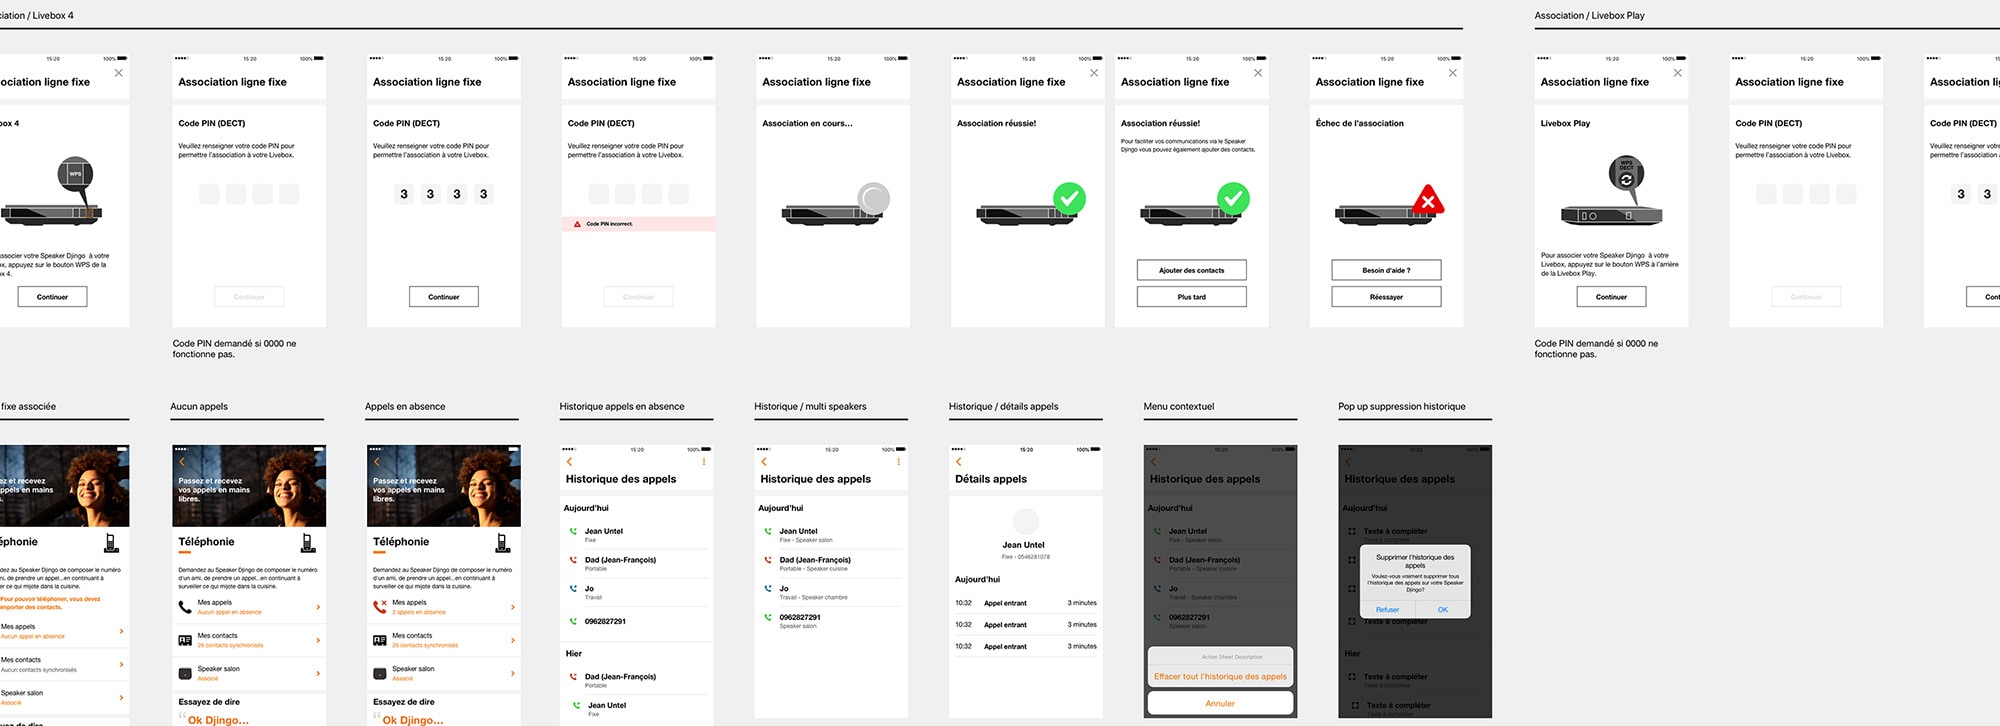 ciation / Livebox 4
Association / Livebox Play
15:20
100%
ociation ligne fixe
box 4
WPS
ssocier votre Speaker Djingo à votre
x, appuyez sur le bouton WPS de la
x 4.
Continuer
15:20
100%
Association ligne fixe
Code PIN (DECT)
Veuillez renseigner votre code PIN pour
permettre l'association à votre Livebox.
Continuer
Code PIN demandé si 0000 ne
fonctionne pas.
15:20
100%
Association ligne fixe
Code PIN (DECT)
Veuillez renseigner votre code PIN pour
permettre l'association à votre Livebox.
3 3 3 3
Continuer
15:20
100%
Association ligne fixe
Code PIN (DECT)
Veuillez renseigner votre code PIN pour
permettre l'association à votre Livebox.
Code PIN incorrect.
Continuer
15:20
100%
Association ligne fixe
Association en cours...
15:20
100%
Association ligne fixe
Association réussie!
15:20
100%
Association ligne fixe
Association réussie!
Pour faciliter vos communications via le Speaker
Djingo vous pouvez également ajouter des contacts.
Ajouter des contacts
Plus tard
15:20
100%
Association ligne fixe
Échec de l'association
Besoin d'aide ?
Réessayer
15:20
100%
Association ligne fixe
Livebox Play
WPS
DECT
Pour associer votre Speaker Djingo à votre
Livebox, appuyez sur le bouton WPS à l'arrière
de la Livebox Play.
Continuer
Code PIN demandé si 0000 ne
fonctionne pas.
15:20
100%
Association ligne fixe
Code PIN (DECT)
Veuillez renseigner votre code PIN pour
permettre l'association à votre Livebox.
Continuer
Association lig
Code PIN (DECT)
Veuillez renseigner votre
permettre l'association à
3 3
Cont
fixe associée
Aucun appels
Appels en absence
Historique appels en absence
Historique / multi speakers
Historique / détails appels
Menu contextuel
Pop up suppression historique
ez et recevez
ppels en mains
s.
phonie
dez au Speaker Djingo de composer le numéro
ni, de prendre un appel...en continuant à
er ce qui mijote dans la cuisine.
Pour pouvoir téléphoner, vous devez
importer des contacts.
Mes appels
Aucun appel en absence
Mes contacts
Aucun contacts synchronisés
Speaker salon
Associé
yez de dire
Passez et recevez
vos appels en mains
libres.
Téléphonie
Demandez au Speaker Djingo de composer le numéro
d'un ami, de prendre un appel...en continuant à
surveiller ce qui mijote dans la cuisine.
Mes appels
Aucun appel en absence
Mes contacts
26 contacts synchronisés
Speaker salon
Associé
Essayez de dire
“ Ok Djingo...
Passez et recevez
vos appels en mains
libres.
Téléphonie
Demandez au Speaker Djingo de composer le numéro
d'un ami, de prendre un appel...en continuant à
surveiller ce qui mijote dans la cuisine.
Mes appels
2 appels en absence
Mes contacts
26 contacts synchronisés
Speaker salon
Associé
Essayez de dire
“ Ok Djingo...
15:20
100%
Historique des appels
Aujourd'hui
Jean Untel
Fixe
Dad (Jean-François)
Portable
Jo
Travail
0962827291
Hier
Dad (Jean-François)
Portable
Jean Untel
Fixe
15:20
100%
Historique des appels
Aujourd'hui
Jean Untel
Fixe - Speaker salon
Dad (Jean-François)
Portable - Speaker cuisine
Jo
Travail - Speaker chambre
0962827291
Speaker salon
15:20
100%
Détails appels
Jean Untel
Fixe - 0546281078
Aujourd'hui
10:32 Appel entrant 3 minutes
10:32 Appel entrant 3 minutes
10:32 Appel entrant 3 minutes
15:20
100%
Historique des appels
Aujourd'hui
Jean Untel
Fixe - Speaker salon
Dad (Jean-François)
Portable - Speaker cuisine
Jo
Travail - Speaker chambre
0962827291
Speaker salon
Action Sheet Description
Effacer tout l'historique des appels
Annuler
15:20
100%
Historique des appels
Aujourd'hui
Texte à compléter
Texte à compléter
Supprimer l'historique des
appels
Voulez-vous vraiment supprimer tous
l'historique des appels sur votre Speaker
Djingo?
Refuser
OK
Texte à compléter
Hier
Texte à compléter
Texte à compléter
Texte à compléter